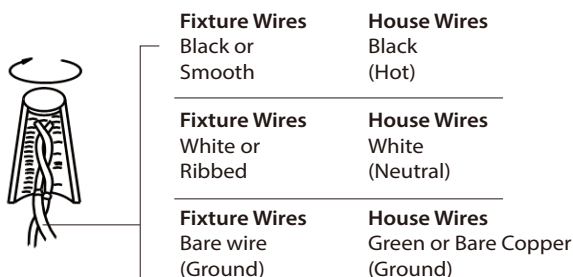 Fixture Wires House Wires
Black or Black
Smooth (Hot)
Fixture Wires House Wires
White or White
Ribbed (Neutral)
Fixture Wires House Wires
Bare wire Green or Bare Copper
(Ground) (Ground)